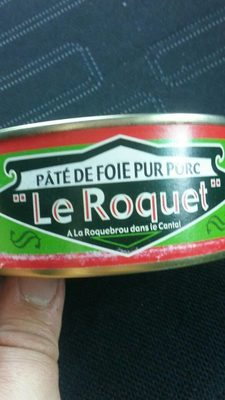 PÂTÉ DE FOIE PUR PORC
"Le Roquet"
A La Roquebrou dans le Cantal